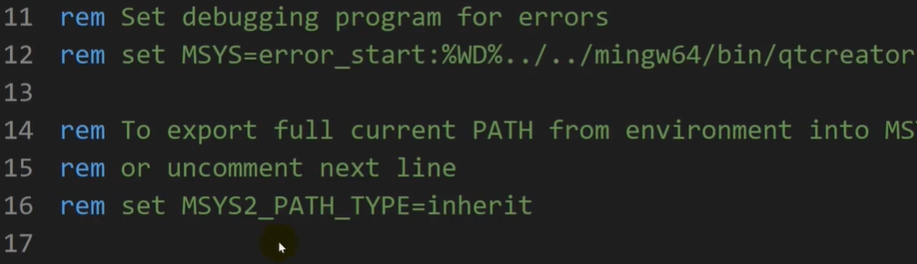 11 rem Set debugging program for errors
12 rem set MSYS=error_start:%WD%../../mingw64/bin/qtcreator
13
14 rem To export full current PATH from environment into MSY
15 rem or uncomment next line
16 rem set MSYS2_PATH_TYPE=inherit
17